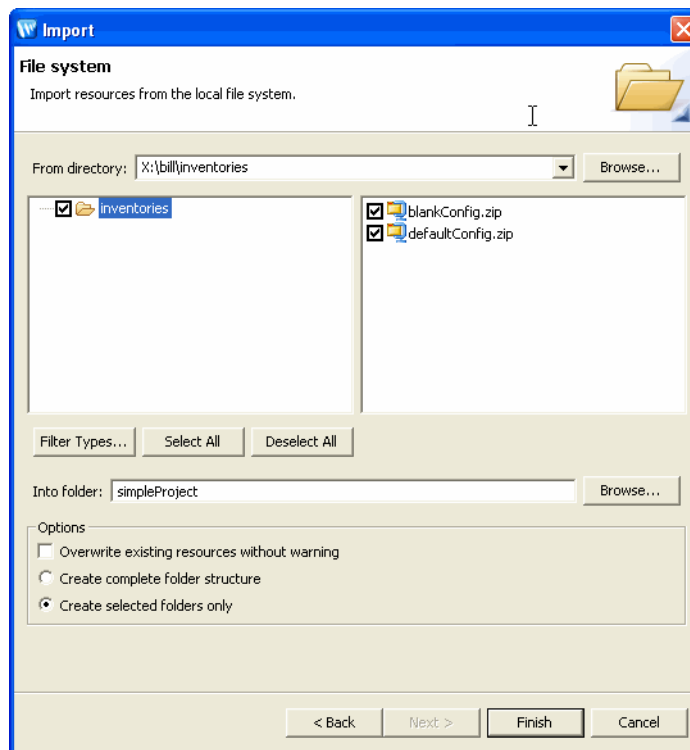 Import
File system
Import resources from the local file system.
From directory: X:\bill\inventories Browse...
inventories
blankConfig.zip
defaultConfig.zip
Filter Types... Select All Deselect All
Into folder: simpleProject Browse...
Options
Overwrite existing resources without warning
Create complete folder structure
Create selected folders only
< Back Next > Finish Cancel